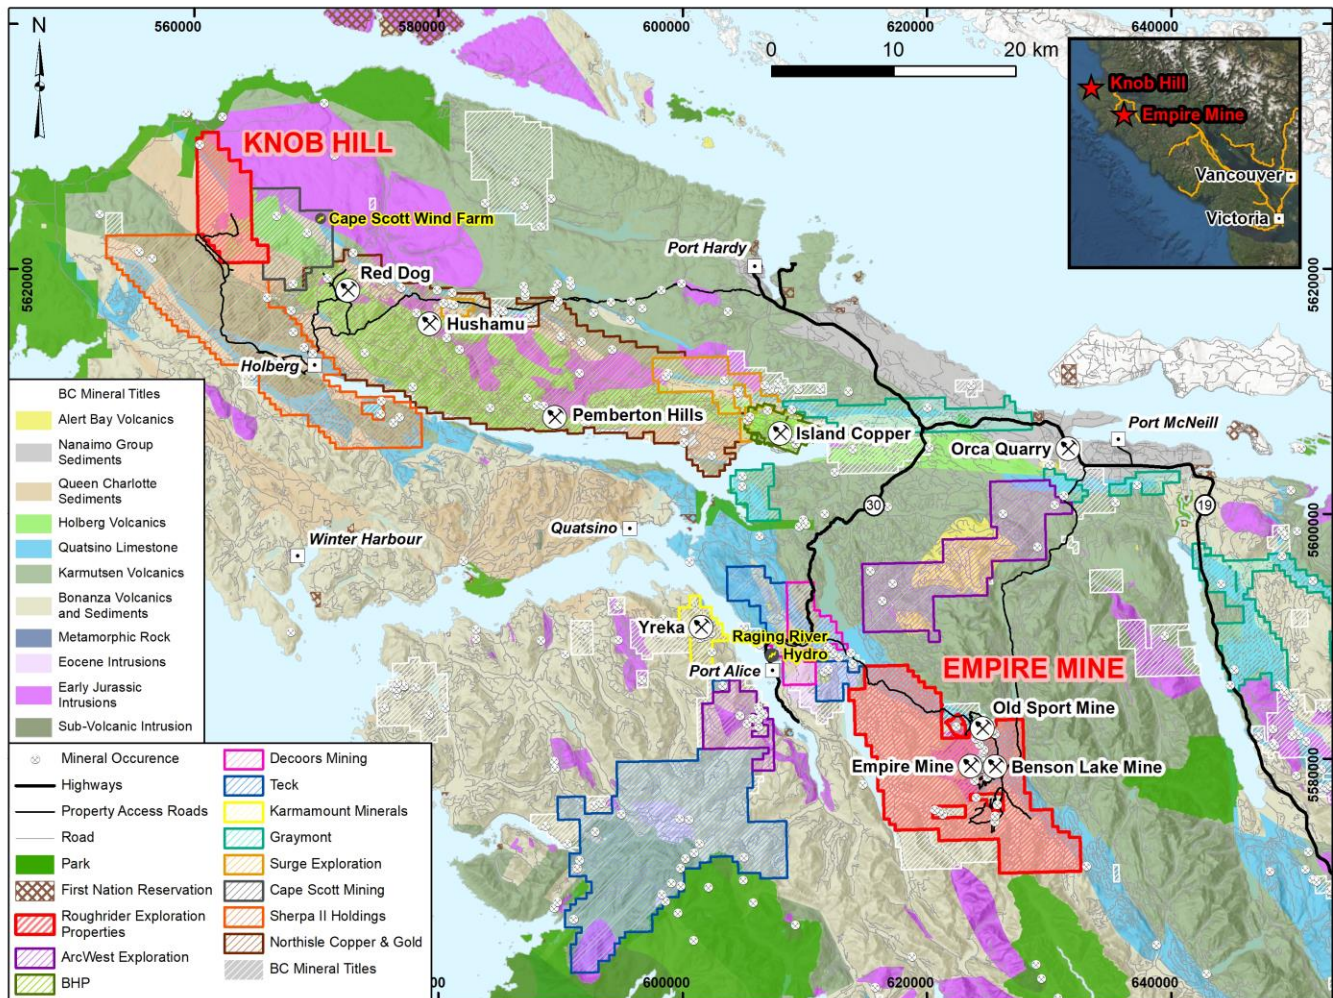 560000
580000
600000
620000
640000
N
0
10
20 km
Knob Hill
Empire Mine
Vancouver
Victoria
KNOB HILL
Cape Scott Wind Farm
Port Hardy
5620000
5620000
Red Dog
Hushamu
Holberg
Pemberton Hills
Island Copper
Port McNeill
Orca Quarry
30
19
Quatsino
Winter Harbour
5600000
Yreka
Raging River
Hydro
Port Alice
EMPIRE MINE
Old Sport Mine
Empire Mine
Benson Lake Mine
5580000
BC Mineral Titles
Alert Bay Volcanics
Nanaimo Group
Sediments
Queen Charlotte
Sediments
Holberg Volcanics
Quatsino Limestone
Karmutsen Volcanics
Bonanza Volcanics
and Sediments
Metamorphic Rock
Eocene Intrusions
Early Jurassic
Intrusions
Sub-Volcanic Intrusion
Mineral Occurence
Highways
Property Access Roads
Road
Park
First Nation Reservation
Roughrider Exploration
Properties
ArcWest Exploration
BHP
Decoors Mining
Teck
Karmamount Minerals
Graymont
Surge Exploration
Cape Scott Mining
Sherpa II Holdings
Northisle Copper & Gold
BC Mineral Titles
600000
620000
640000